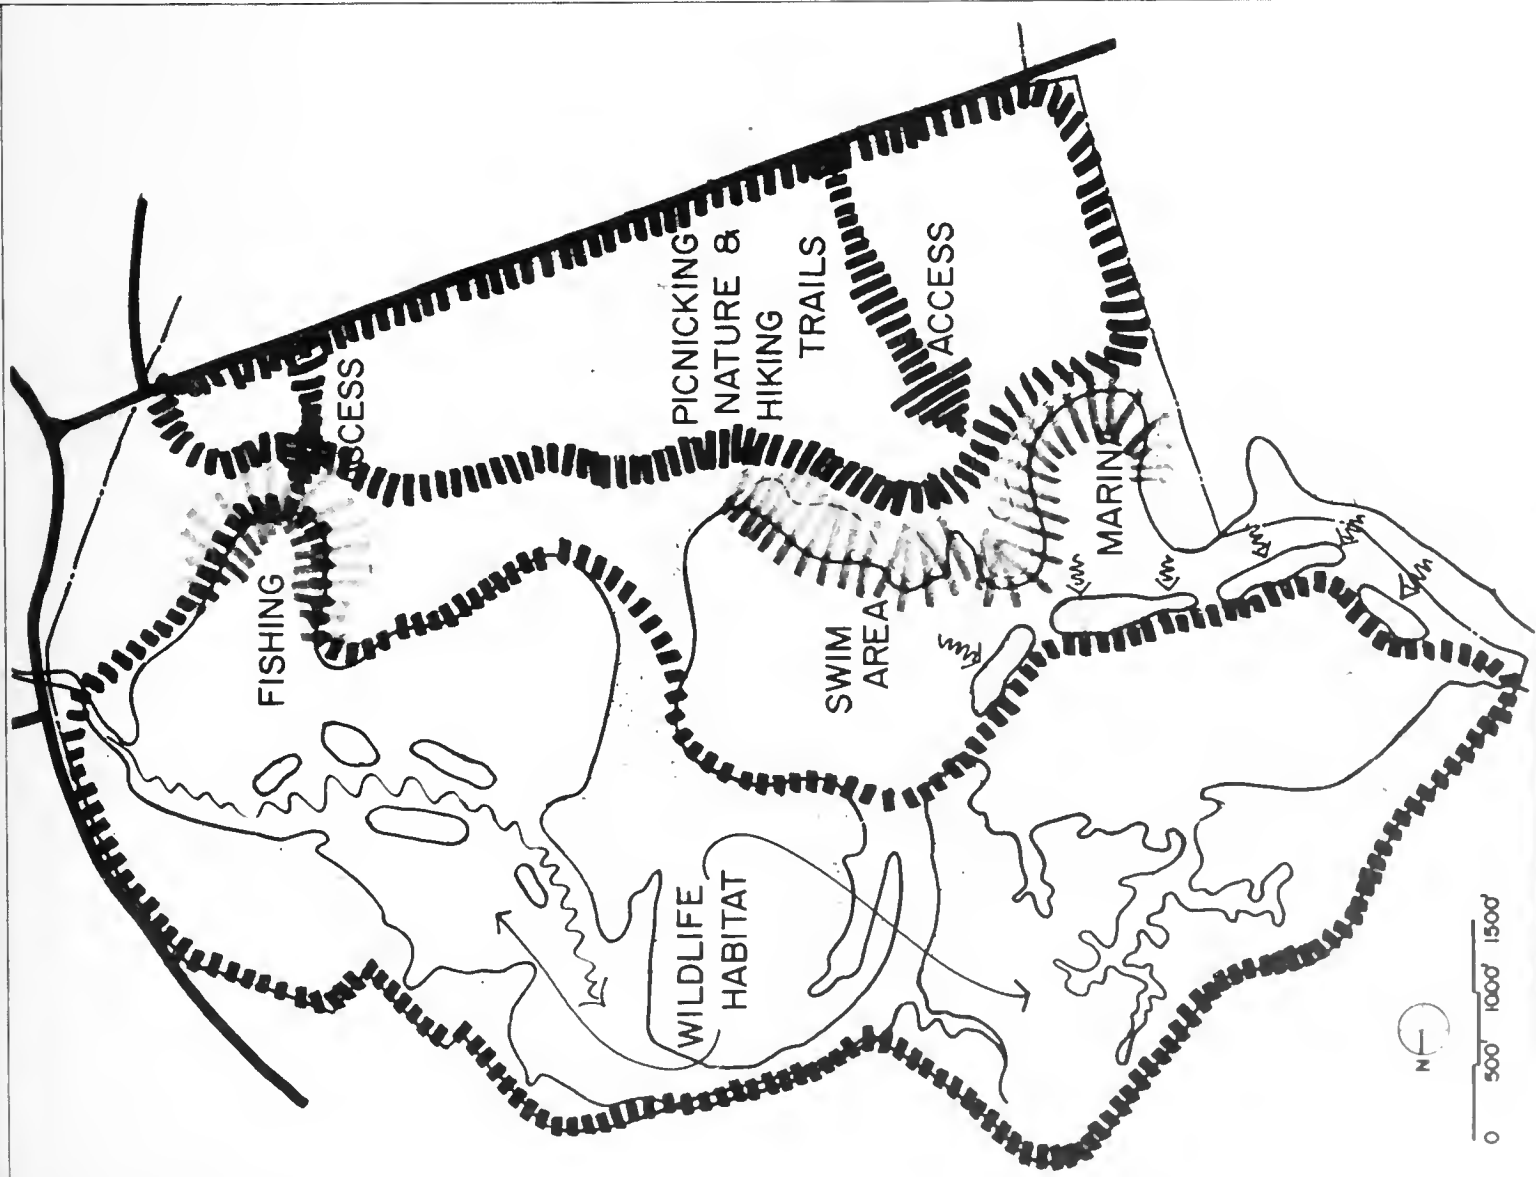 FISHING
ACCESS
WILDLIFE
HABITAT
PICNICKING
NATURE &
HIKING
TRAILS
SWIM
AREA
ACCESS
MARINA
N
0 500' 1000' 1500'